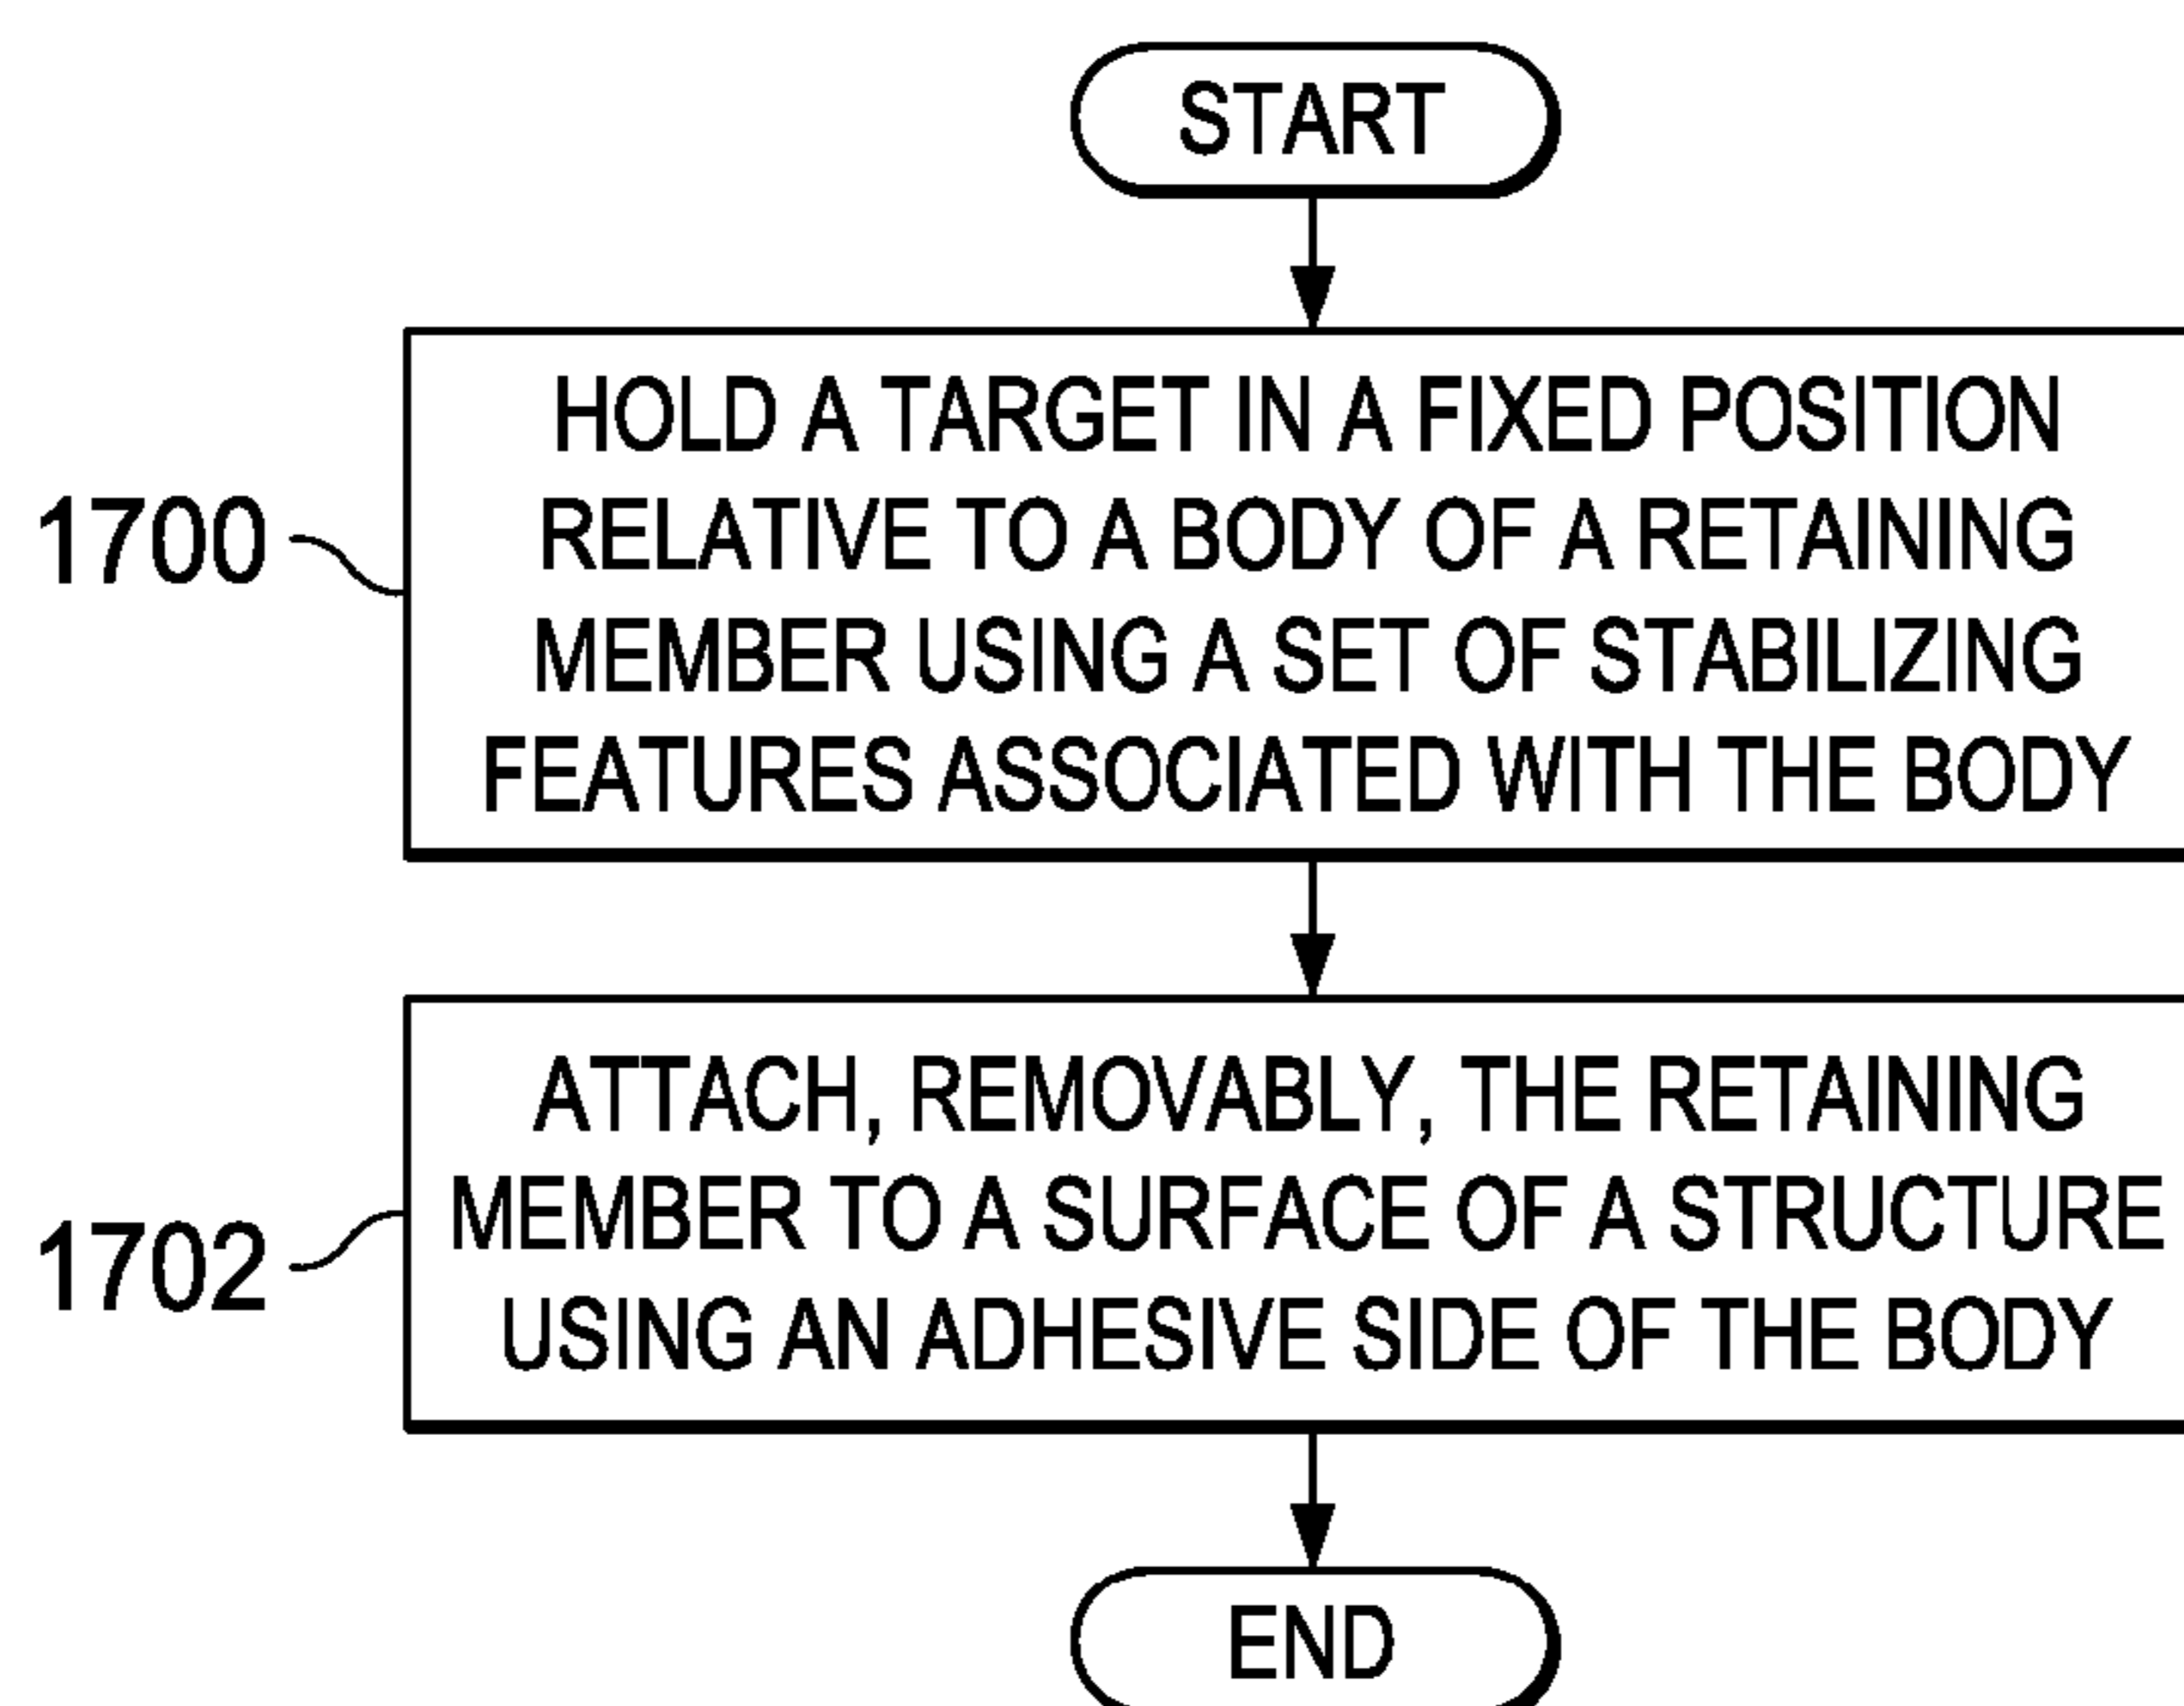 START
HOLD A TARGET IN A FIXED POSITION
RELATIVE TO A BODY OF A RETAINING
MEMBER USING A SET OF STABILIZING
FEATURES ASSOCIATED WITH THE BODY
1700
ATTACH, REMOVABLY, THE RETAINING
MEMBER TO A SURFACE OF A STRUCTURE
USING AN ADHESIVE SIDE OF THE BODY
1702
END